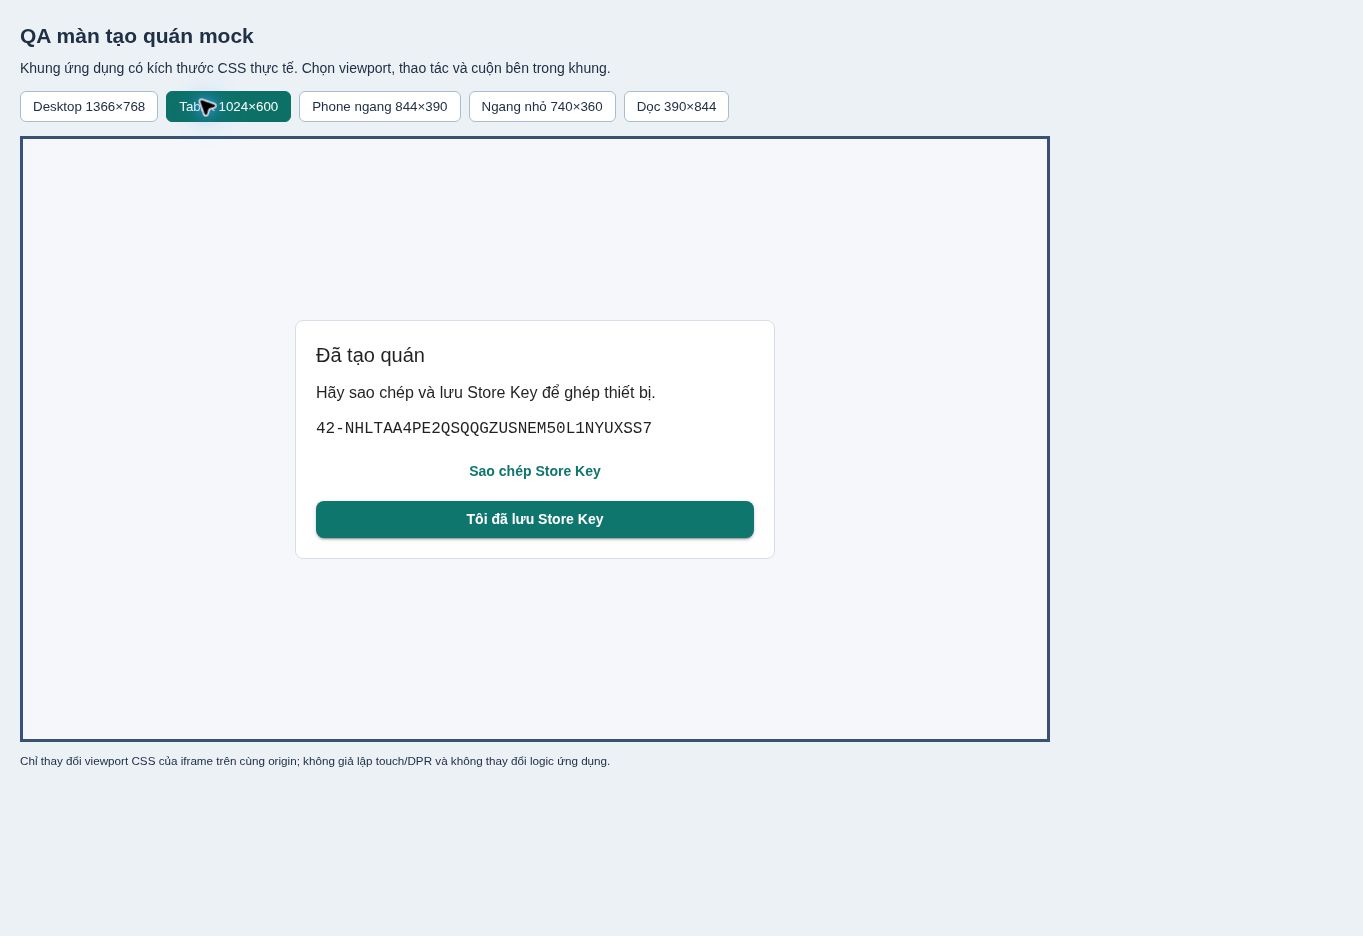 QA màn tạo quán mock
Khung ứng dụng có kích thước CSS thực tế. Chọn viewport, thao tác và cuộn bên trong khung.
Desktop 1366×768
1024×600
Phone ngang 844×390
Ngang nhỏ 740×360
Dọc 390×844
Đã tạo quán
Hãy sao chép và lưu Store Key để ghép thiết bị.
42-NHLTAA4PE2QSQQGZUSNEM50L1NYUXSS7
Sao chép Store Key
Tôi đã lưu Store Key
Chỉ thay đổi viewport CSS của iframe trên cùng origin; không giả lập touch/DPR và không thay đổi logic ứng dụng.